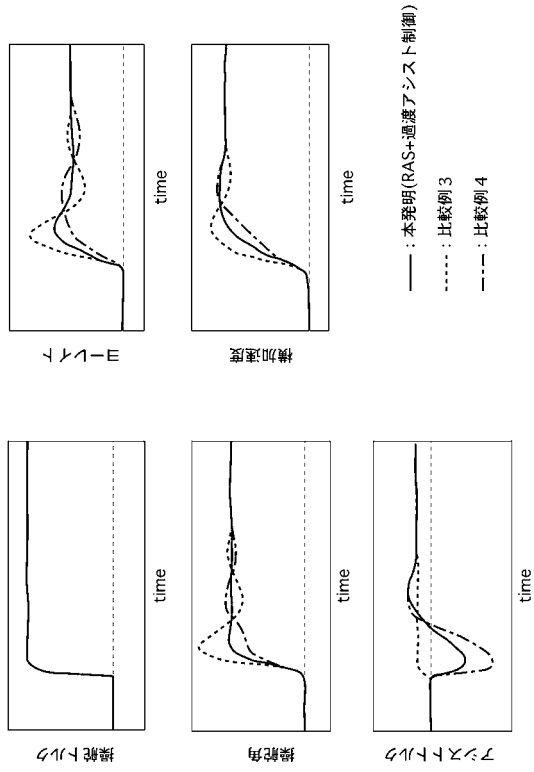 操舵トルク
time
操舵角
time
アシストトルク
time
ヨーレイト
time
横加速度
time
：本発明(RAS+過渡アシスト制御)
：比較例３
：比較例４